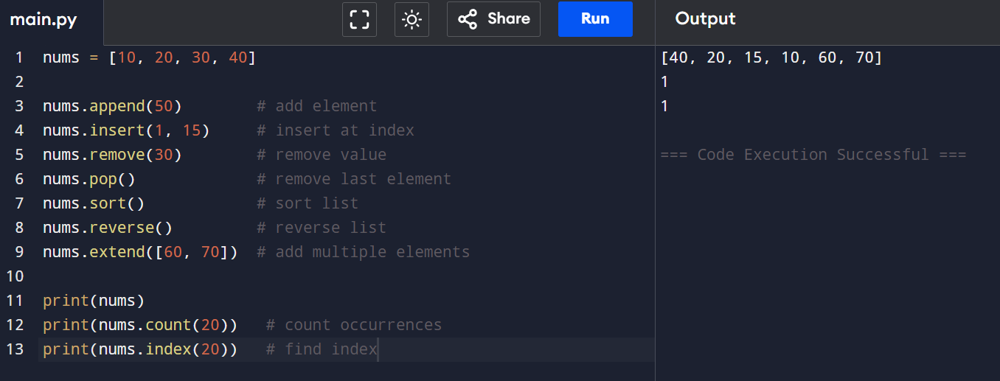 main.py Share Run Output
1 nums = [10, 20, 30, 40]
2
3 nums.append(50)        # add element
4 nums.insert(1, 15)     # insert at index
5 nums.remove(30)        # remove value
6 nums.pop()             # remove last element
7 nums.sort()            # sort list
8 nums.reverse()         # reverse list
9 nums.extend([60, 70])  # add multiple elements
10
11 print(nums)
12 print(nums.count(20))   # count occurrences
13 print(nums.index(20))   # find index
[40, 20, 15, 10, 60, 70]
1
1
=== Code Execution Successful ===